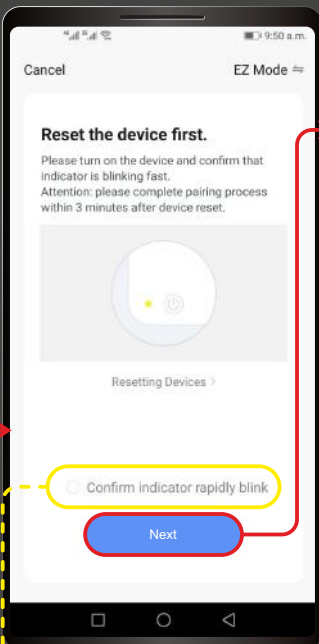 9:50 a.m.
Cancel
EZ Mode ⇋
Reset the device first.
Please turn on the device and confirm that
indicator is blinking fast.
Attention: please complete pairing process
within 3 minutes after device reset.
Resetting Devices >
Confirm indicator rapidly blink
Next